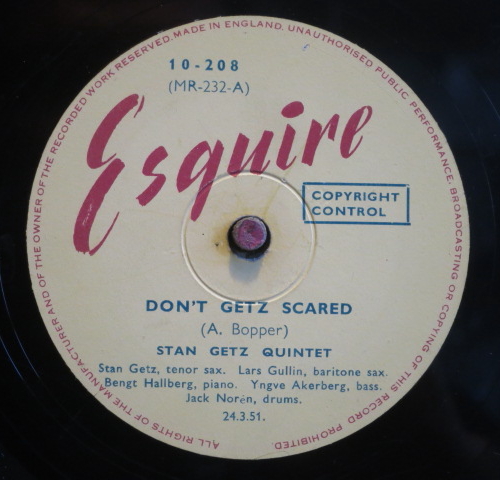 ALL RIGHTS OF THE MANUFACTURER AND OF THE OWNER OF THE RECORDED WORK RESERVED. MADE IN ENGLAND. UNAUTHORISED PUBLIC PERFORMANCE, BROADCASTING OR COPYING OF THIS RECORD PROHIBITED.
10-208
(MR-232-A)
Esquire
COPYRIGHT
CONTROL
DON'T GETZ SCARED
(A. Bopper)
STAN GETZ QUINTET
Stan Getz, tenor sax. Lars Gullin, baritone sax.
Bengt Hallberg, piano. Yngve Akerberg, bass.
Jack Norén, drums.
24.3.51.